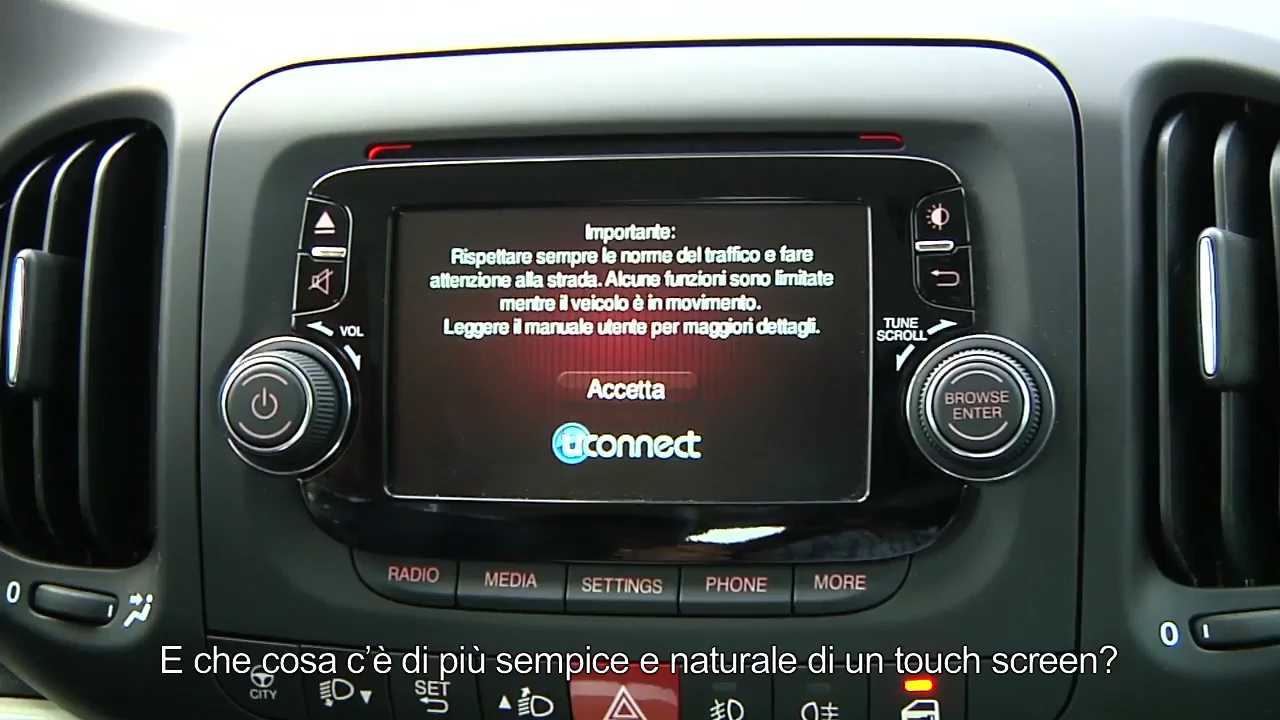 Importante:
Rispettare sempre le norme del traffico e fare
attenzione alla strada. Alcune funzioni sono limitate
mentre il veicolo è in movimento.
Leggere il manuale utente per maggiori dettagli.
VOL
TUNE
SCROLL
Accetta
BROWSE
ENTER
uconnect
RADIO
MEDIA
SETTINGS
PHONE
MORE
0
0
E che cosa c’è di più sempice e naturale di un touch screen?
CITY
SET